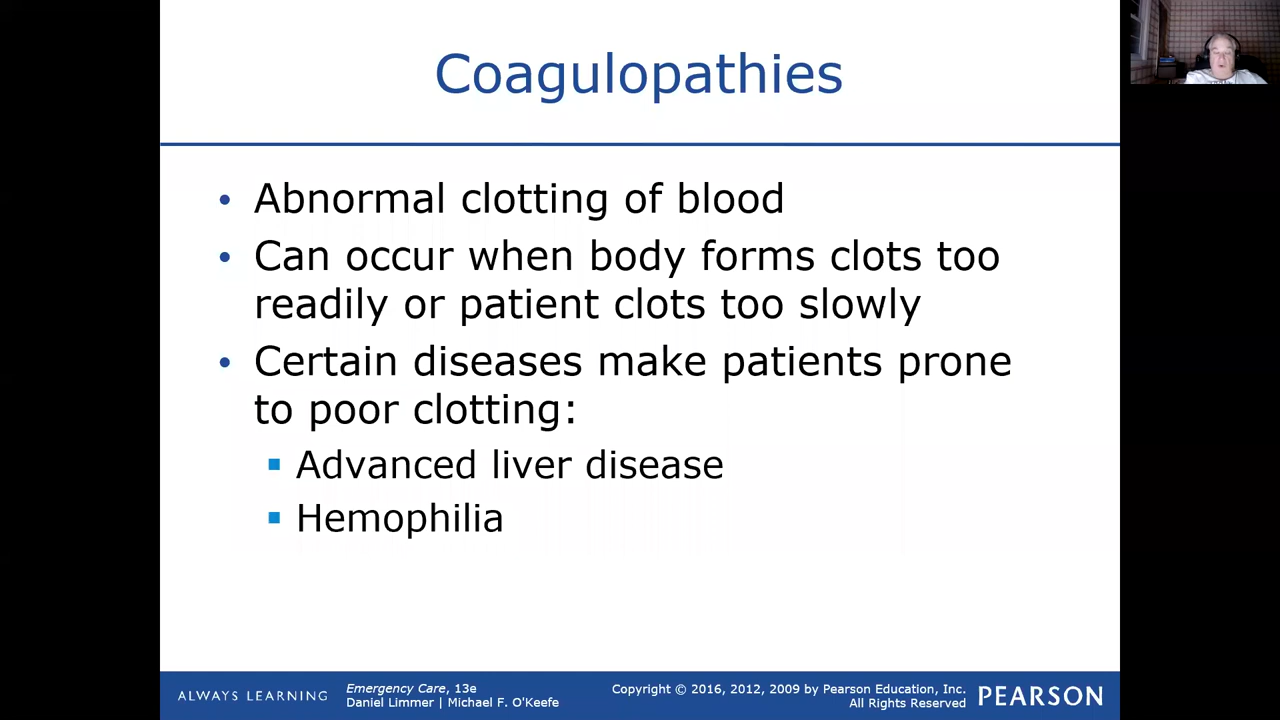 Coagulopathies
• Abnormal clotting of blood
• Can occur when body forms clots too
readily or patient clots too slowly
• Certain diseases make patients prone
to poor clotting:
▪ Advanced liver disease
▪ Hemophilia
ALWAYS LEARNING
Emergency Care, 13e
Daniel Limmer | Michael F. O'Keefe
Copyright © 2016, 2012, 2009 by Pearson Education, Inc.
All Rights Reserved
PEARSON